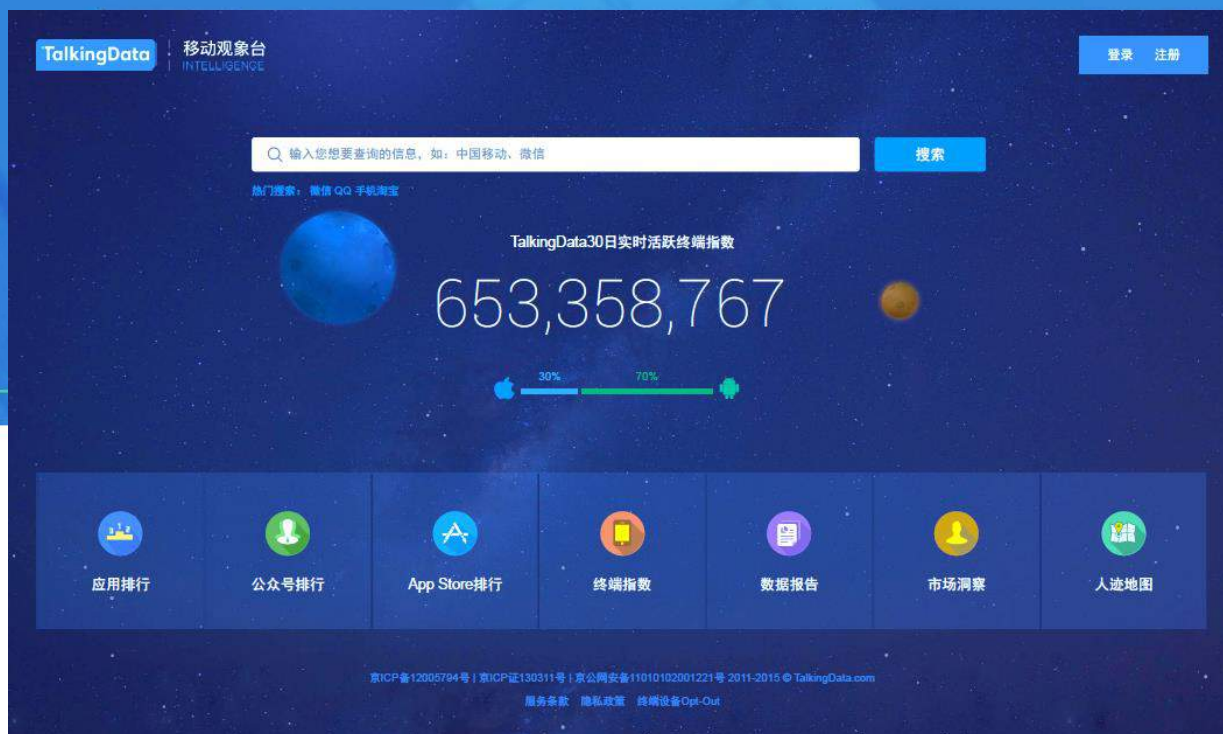 TalkingData 移动观象台
INTELLIGENCE
登录 注册
输入您想要查询的信息，如：中国移动、微信
搜索
热门搜索： 微信 QQ 手机淘宝
TalkingData30日实时活跃终端指数
653,358,767
30% 70%
应用排行 公众号排行 App Store排行 终端指数 数据报告 市场洞察 人迹地图
京ICP备12005794号 | 京ICP证130311号 | 京公网安备11010102001221号 2011-2015 © TalkingData.com
服务条款 隐私政策 终端设备Opt-Out